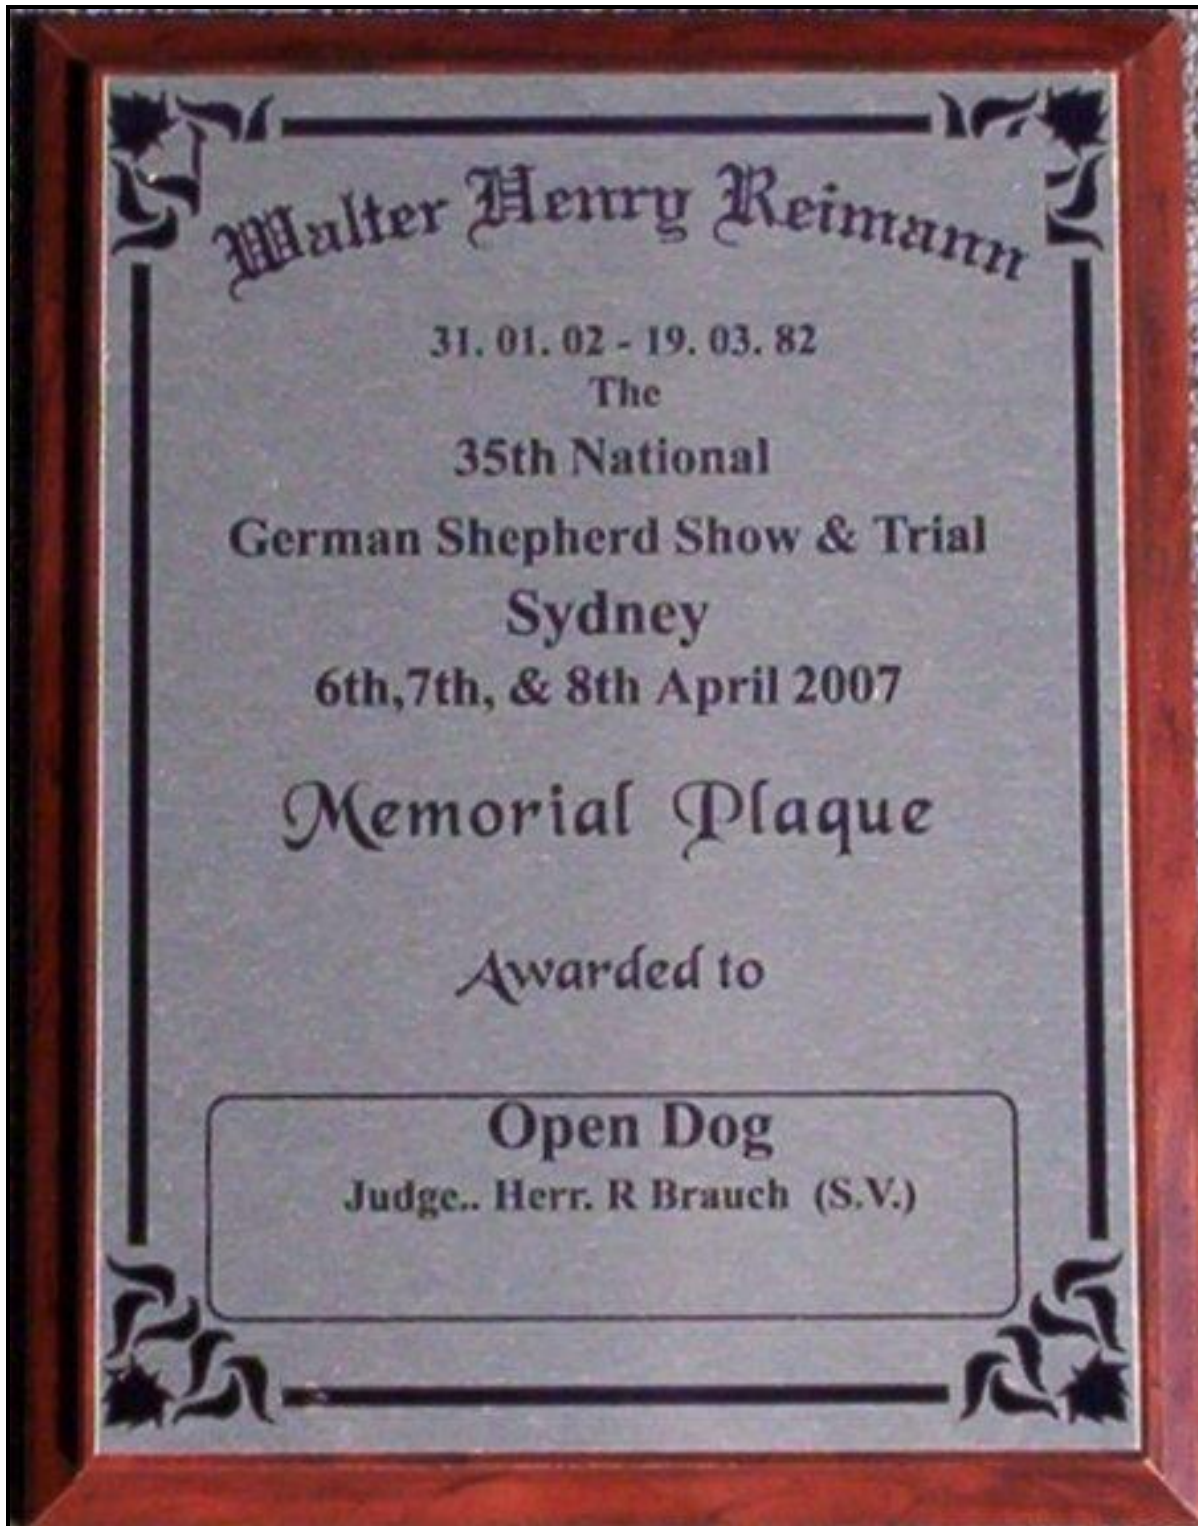 Walter Henry Reimann
31. 01. 02 - 19. 03. 82
The
35th National
German Shepherd Show & Trial
Sydney
6th,7th, & 8th April 2007
Memorial Plaque
Awarded to
Open Dog
Judge.. Herr. R Brauch (S.V.)